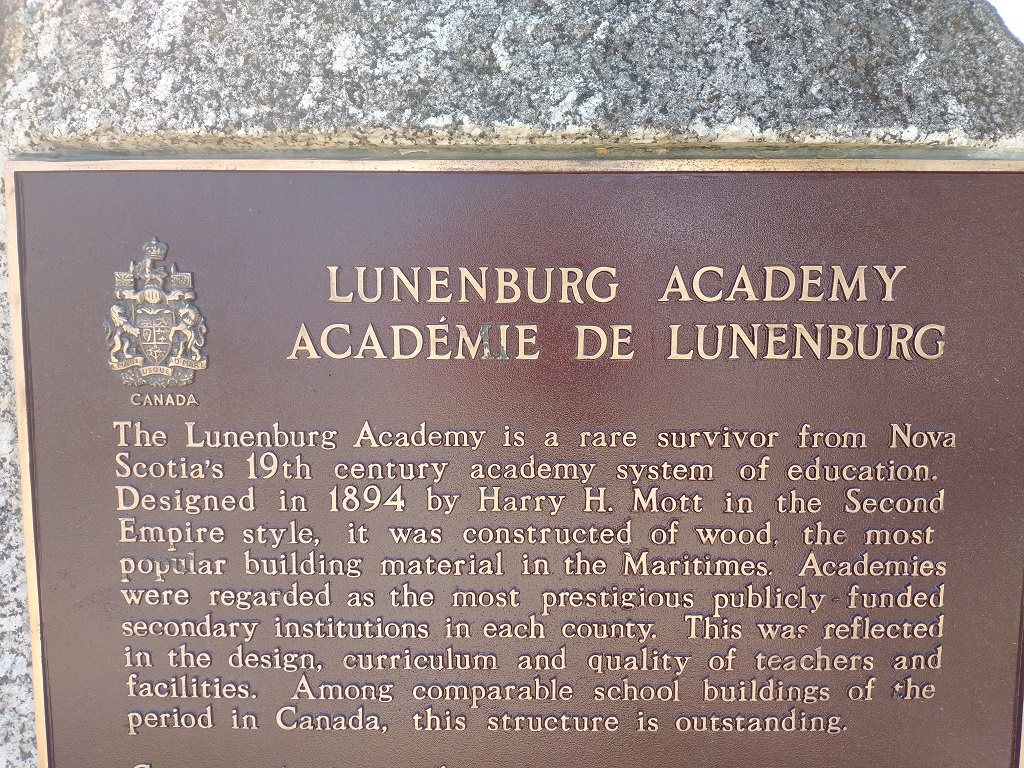 LUNENBURG ACADEMY
ACADÉMIE DE LUNENBURG
USQUE
CANADA
The Lunenburg Academy is a rare survivor from Nova
Scotia's 19th century academy system of education.
Designed in 1894 by Harry H. Mott in the Second
Empire style, it was constructed of wood, the most
popular building material in the Maritimes. Academies
were regarded as the most prestigious publicly-funded
secondary institutions in each county. This was reflected
in the design, curriculum and quality of teachers and
facilities. Among comparable school buildings of the
period in Canada, this structure is outstanding.